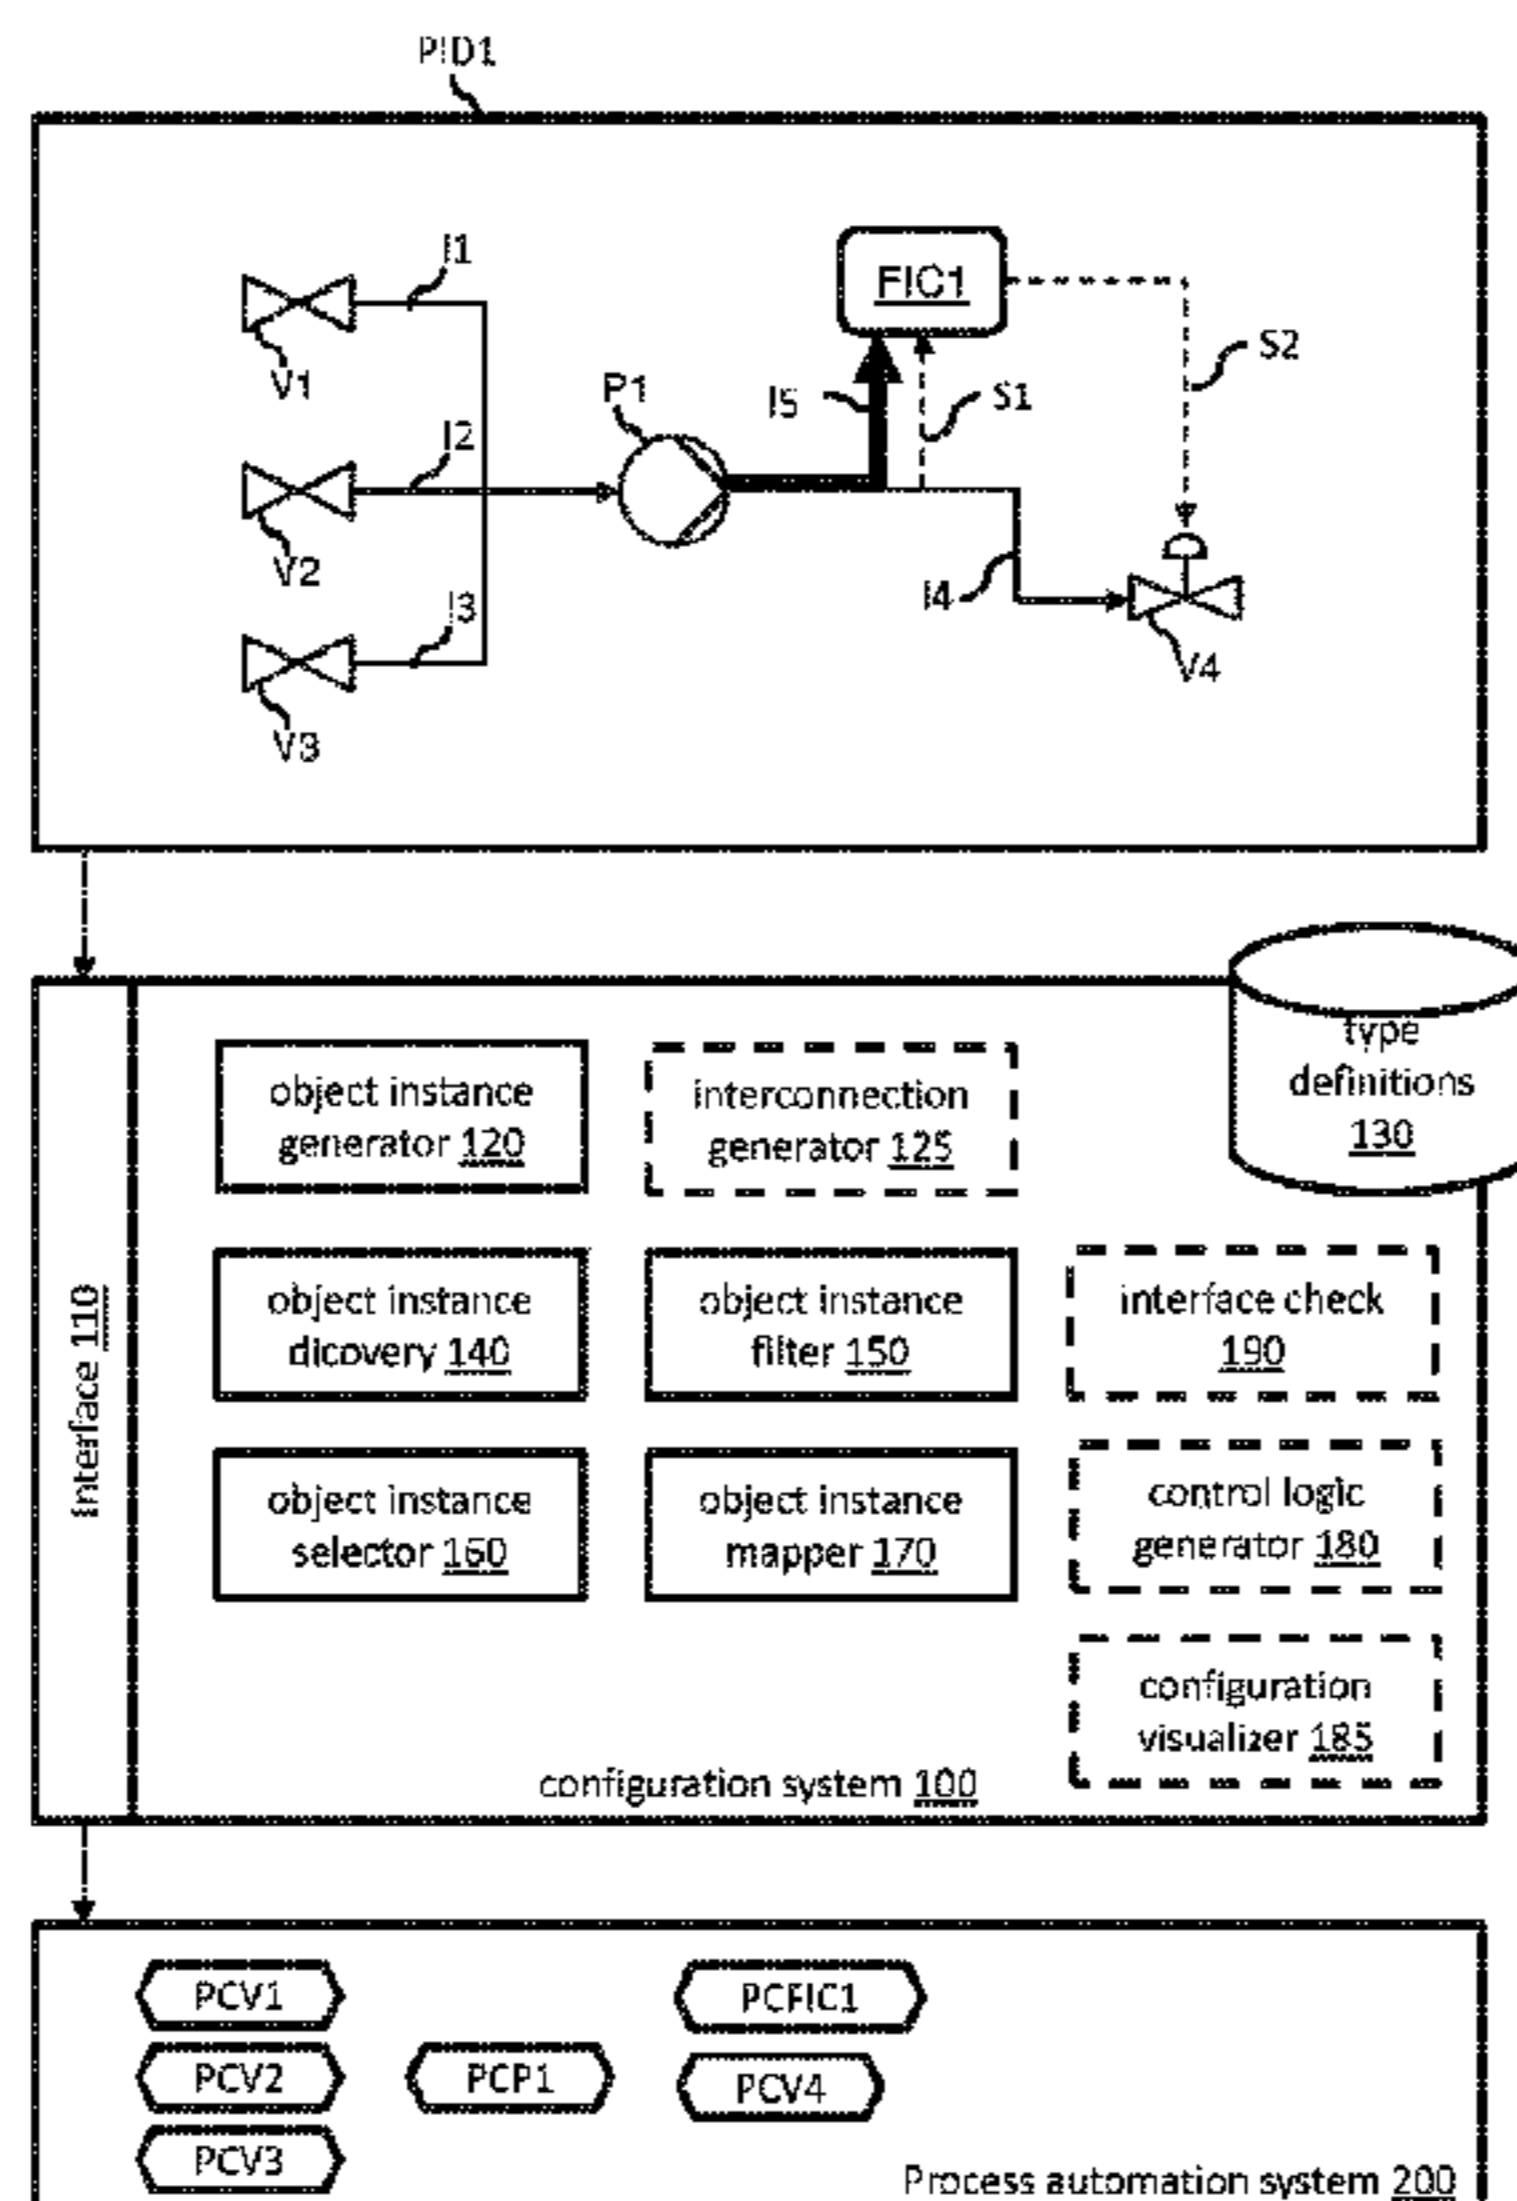 PID1
I1
FIC1
V1
S2
P1
I5
S1
I2
V2
I4
I3
V4
V3
type
definitions
130
object instance
generator 120
interconnection
generator 125
interface 110
object instance
dicovery 140
object instance
filter 150
interface check
190
object instance
selector 160
object instance
mapper 170
control logic
generator 180
configuration
visualizer 185
configuration system 100
PCV1
PCFIC1
PCV2
PCP1
PCV4
PCV3
Process automation system 200